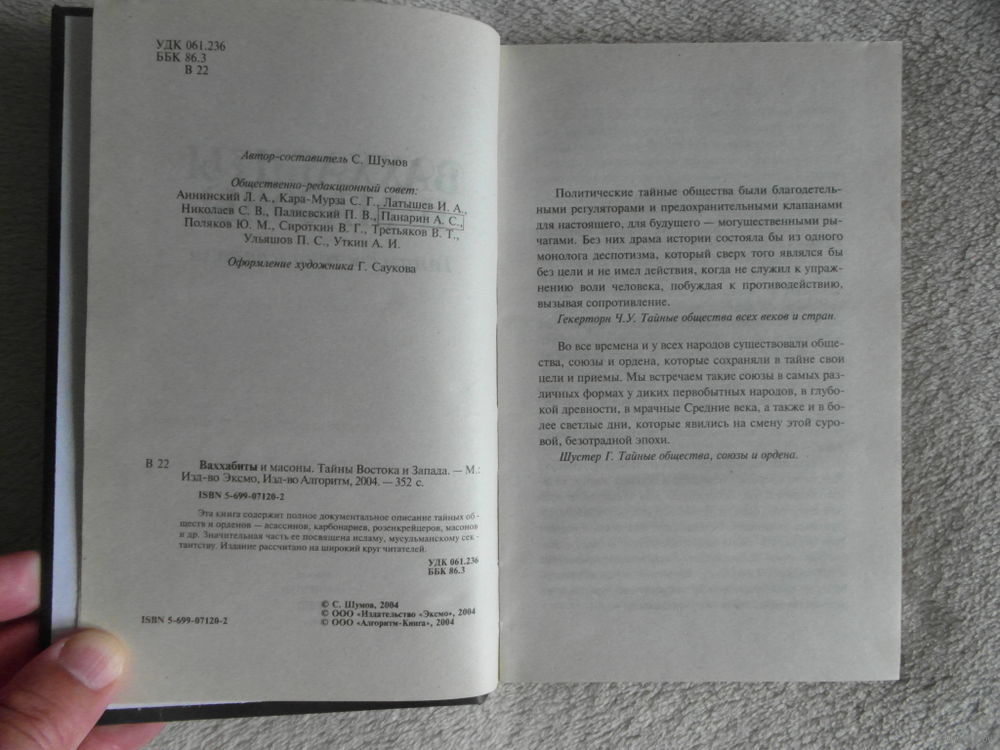 УДК 061.236
ББК 86.3
В 22
Автор-составитель С. Шумов
Общественно-редакционный совет:
Аннинский Л. А., Кара-Мурза С. Г., Латышев И. А.,
Николаев С. В., Палиевский П. В., Панарин А. С.,
Поляков Ю. М., Сироткин В. Г., Третьяков В. Т.,
Ульяшов П. С., Уткин А. И.
Оформление художника Г. Саукова
В 22 Ваххабиты и масоны. Тайны Востока и Запада. — М.:
Изд-во Эксмо, Изд-во Алгоритм, 2004. — 352 с.
ISBN 5-699-07120-2
Эта книга содержит полное документальное описание тайных об-
ществ и орденов — асассинов, карбонариев, розенкрейцеров, масонов
и др. Значительная часть ее посвящена исламу, мусульманскому сек-
тантству. Издание рассчитано на широкий круг читателей.
УДК 061.236
ББК 86.3
© С. Шумов, 2004
© ООО «Издательство «Эксмо», 2004
© ООО «Алгоритм-Книга», 2004
ISBN 5-699-07120-2
Политические тайные общества были благодетель-
ными регуляторами и предохранительными клапанами
для настоящего, для будущего — могущественными ры-
чагами. Без них драма истории состояла бы из одного
монолога деспотизма, который сверх того являлся бы
без цели и не имел действия, когда не служил к упраж-
нению воли человека, побуждая к противодействию,
вызывая сопротивление.
Гекерторн Ч.У. Тайные общества всех веков и стран.
Во все времена и у всех народов существовали обще-
ства, союзы и ордена, которые сохраняли в тайне свои
цели и приемы. Мы встречаем такие союзы в самых раз-
личных формах у диких первобытных народов, в глубо-
кой древности, в мрачные Средние века, а также и в бо-
лее светлые дни, которые явились на смену этой суро-
вой, безотрадной эпохи.
Шустер Г. Тайные общества, союзы и ордена.